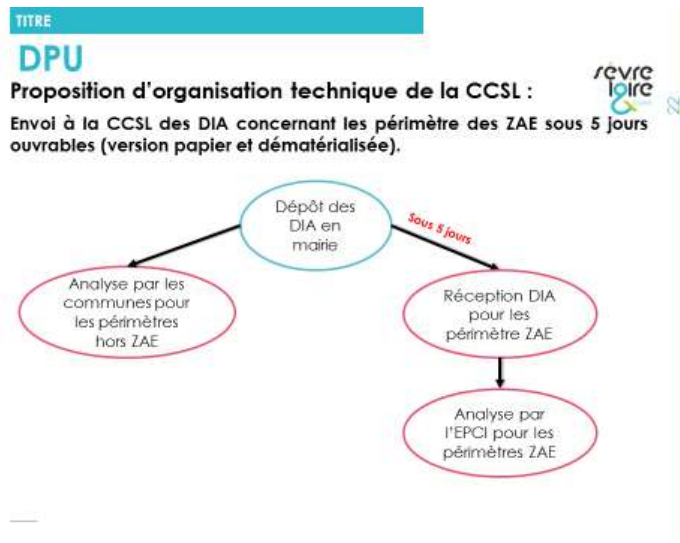 TITRE
DPU
Proposition d'organisation technique de la CCSL :
sèvre
loire
Envoi à la CCSL des DIA concernant les périmètre des ZAE sous 5 jours
ouvrables (version papier et dématérialisée).
Dépôt des
DIA en
mairie
Sous 5 jours
Analyse par les
communes pour
les périmètres
hors ZAE
Réception DIA
pour les
périmètre ZAE
Analyse par
l'EPCI pour les
périmètres ZAE